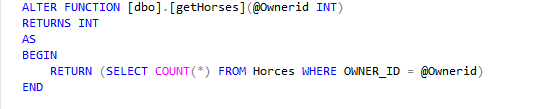 ALTER FUNCTION [dbo].[getHorses](@Ownerid INT)
RETURNS INT
AS
BEGIN
    RETURN (SELECT COUNT(*) FROM Horces WHERE OWNER_ID = @Ownerid)
END